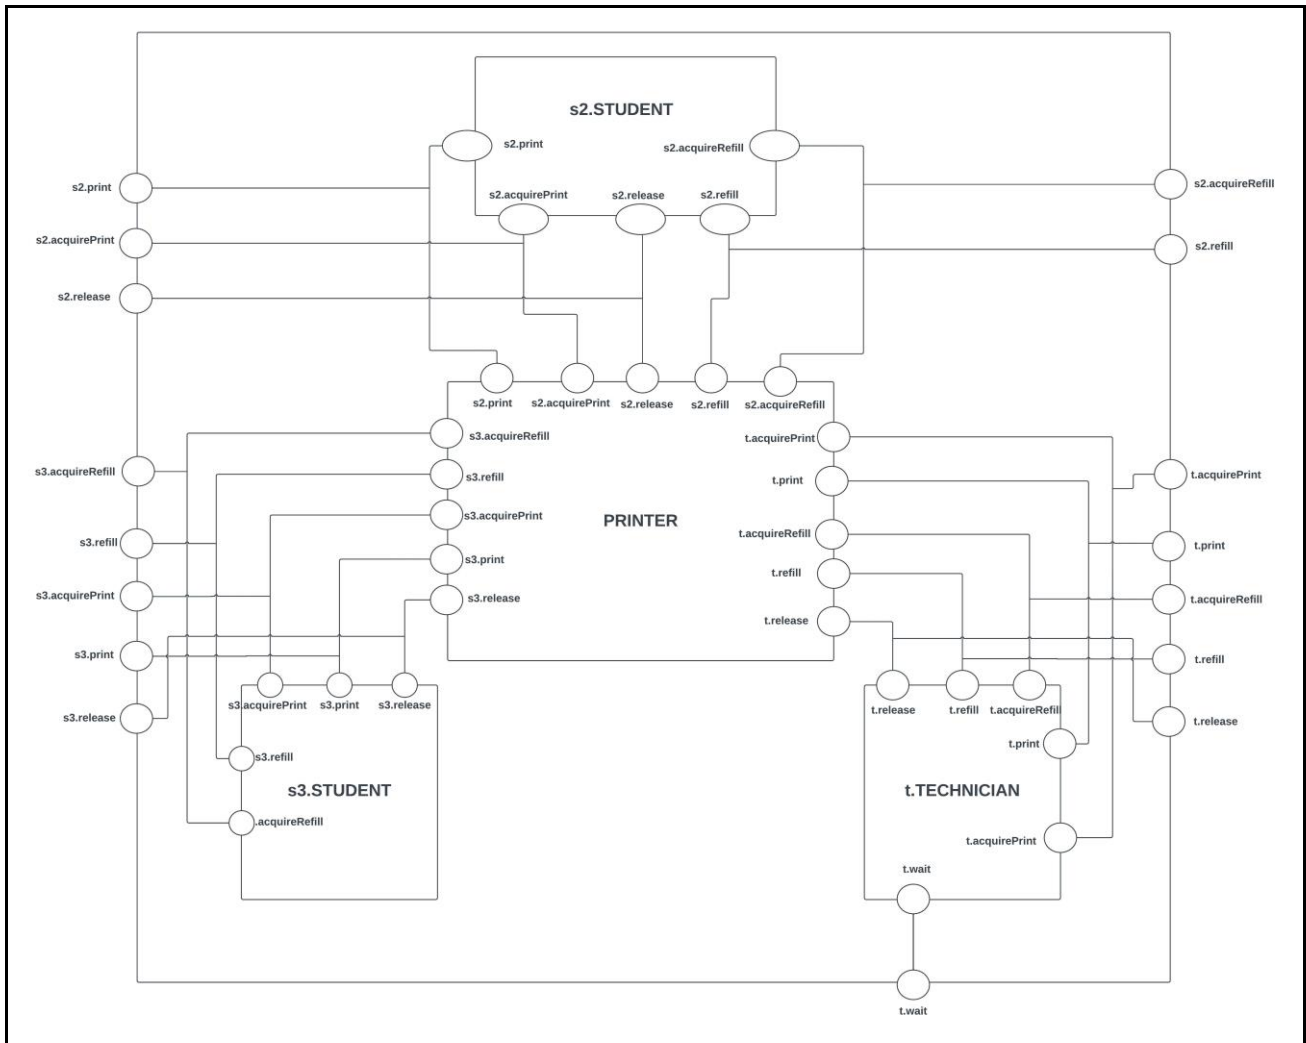 s2.STUDENT
s2.print
s2.acquireRefill
s2.acquirePrint
s2.release
s2.refill
s2.print
s2.acquirePrint
s2.release
s2.acquireRefill
s2.refill
s2.print
s2.acquirePrint
s2.release
s2.refill
s2.acquireRefill
s3.acquireRefill
s3.refill
s3.acquirePrint
s3.print
s3.release
PRINTER
t.acquirePrint
t.print
t.acquireRefill
t.refill
t.release
s3.acquireRefill
s3.refill
s3.acquirePrint
s3.print
s3.release
t.acquirePrint
t.print
t.acquireRefill
t.refill
t.release
s3.acquirePrint
s3.print
s3.release
s3.refill
s3.STUDENT
.acquireRefill
t.release
t.refill
t.acquireRefill
t.print
t.TECHNICIAN
t.acquirePrint
t.wait
t.wait